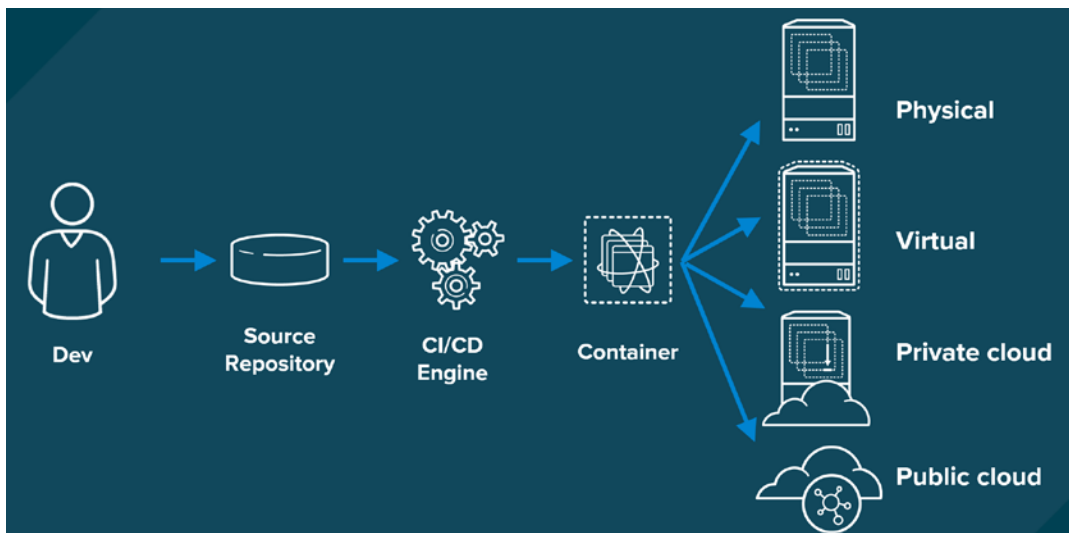 Dev
Source
Repository
CI/CD
Engine
Container
Physical
Virtual
Private cloud
Public cloud